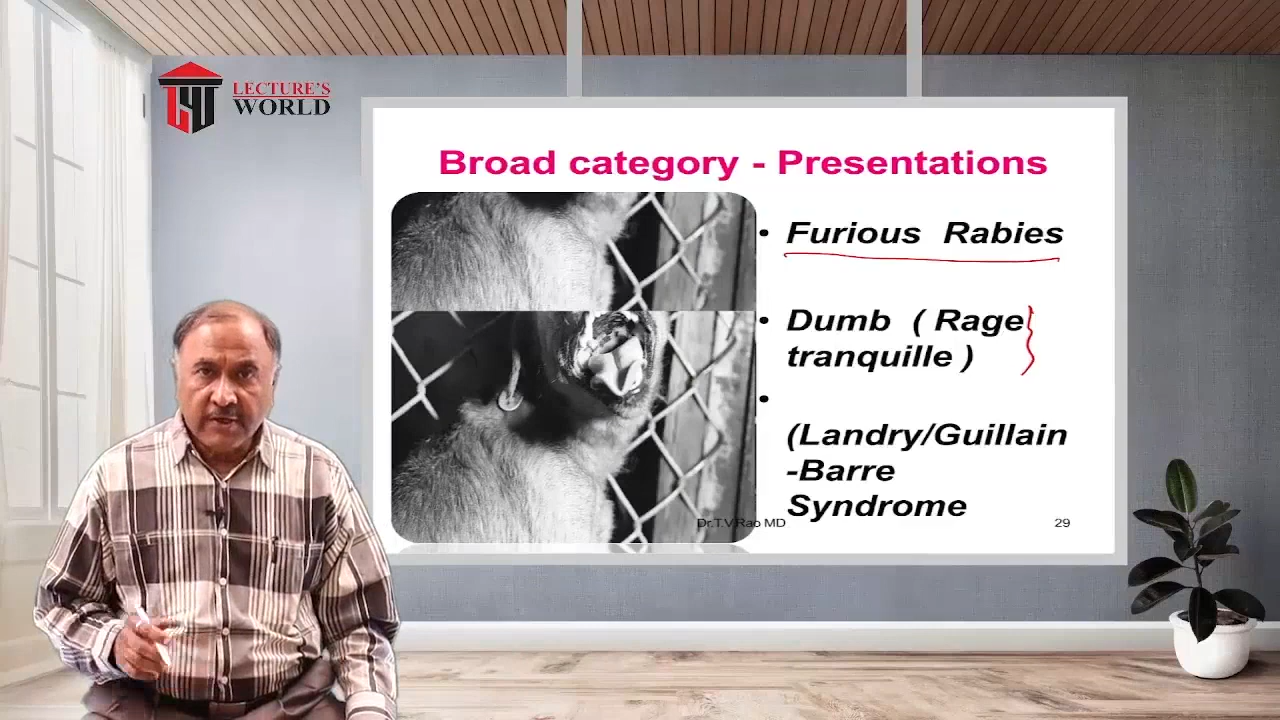 LECTURE'S
WORLD
Broad category - Presentations
• Furious Rabies
• Dumb ( Rage
tranquille )
•
(Landry/Guillain
-Barre
Syndrome
Dr.T.V.Rao MD
29